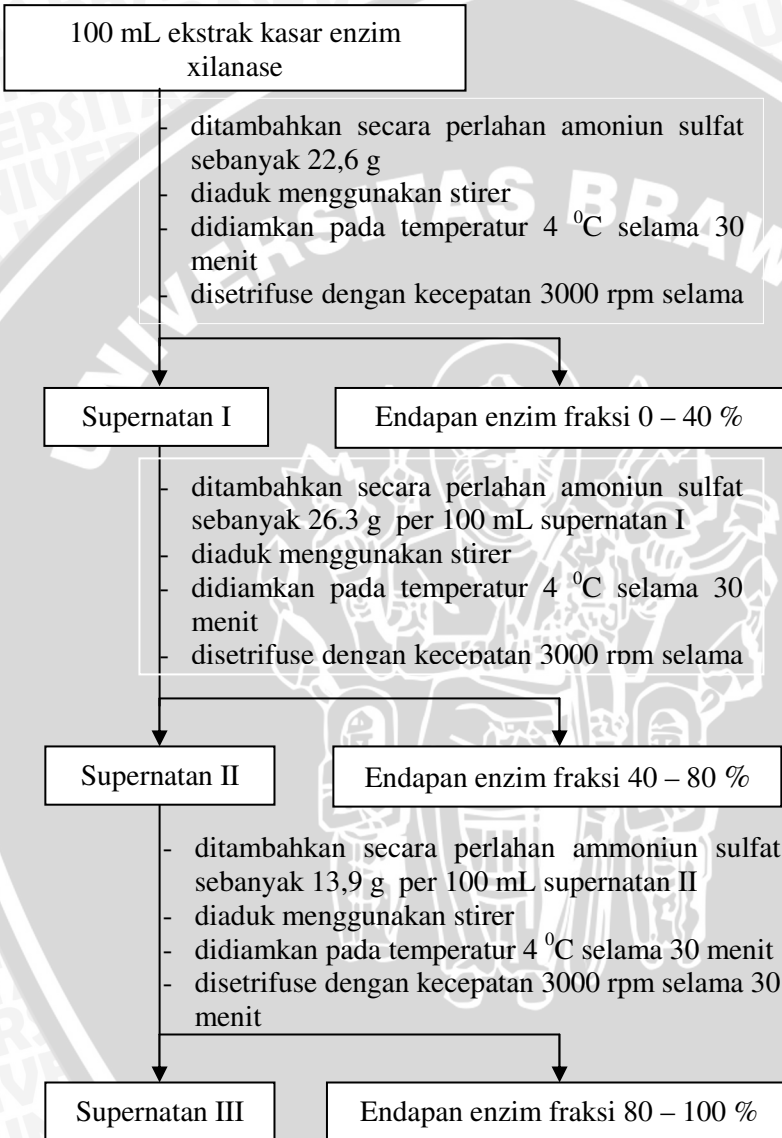 100 mL ekstrak kasar enzim
xilanase
- ditambahkan secara perlahan amoniun sulfat
sebanyak 22,6 g
- diaduk menggunakan stirer
- didiamkan pada temperatur 4 ⁰C selama 30
menit
- disetrifuse dengan kecepatan 3000 rpm selama
Supernatan I
Endapan enzim fraksi 0 – 40 %
- ditambahkan secara perlahan amoniun sulfat
sebanyak 26.3 g per 100 mL supernatan I
- diaduk menggunakan stirer
- didiamkan pada temperatur 4 ⁰C selama 30
menit
- disetrifuse dengan kecepatan 3000 rpm selama
Supernatan II
Endapan enzim fraksi 40 – 80 %
- ditambahkan secara perlahan ammoniun sulfat
sebanyak 13,9 g per 100 mL supernatan II
- diaduk menggunakan stirer
- didiamkan pada temperatur 4 ⁰C selama 30 menit
- disetrifuse dengan kecepatan 3000 rpm selama 30
menit
Supernatan III
Endapan enzim fraksi 80 – 100 %